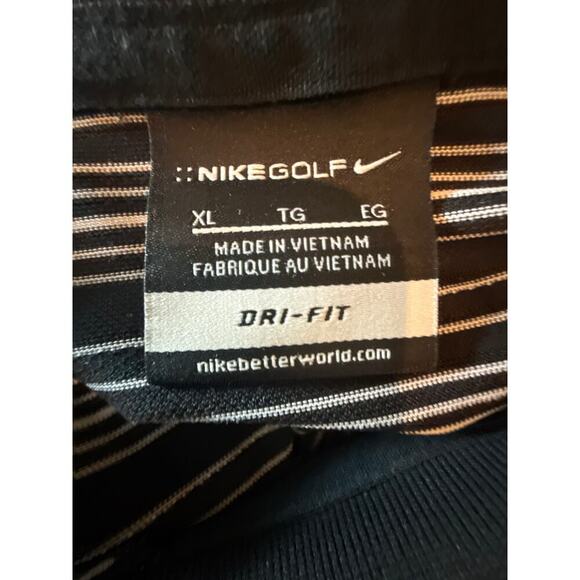 ::NIKEGOLF
XL TG EG
MADE IN VIETNAM
FABRIQUE AU VIETNAM
DRI-FIT
nikebetterworld.com